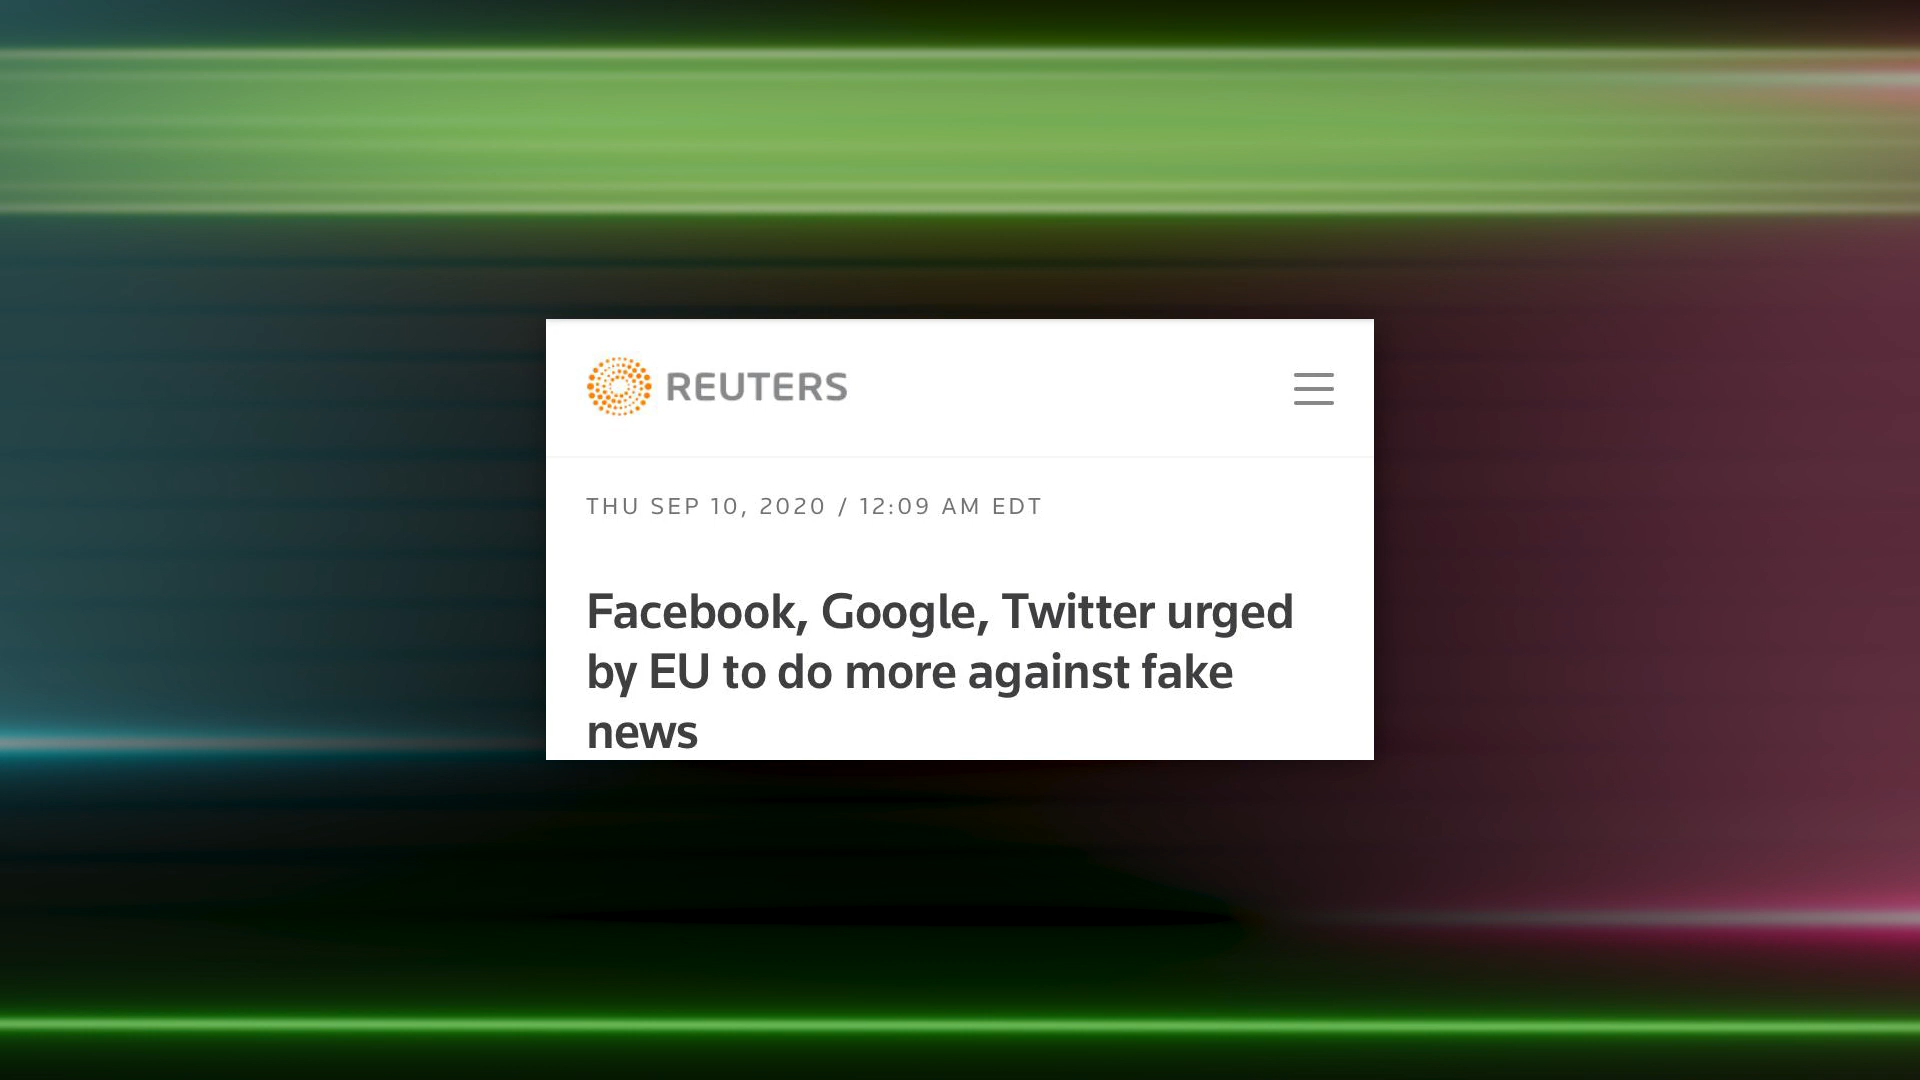 REUTERS
THU SEP 10, 2020 / 12:09 AM EDT
Facebook, Google, Twitter urged
by EU to do more against fake
news